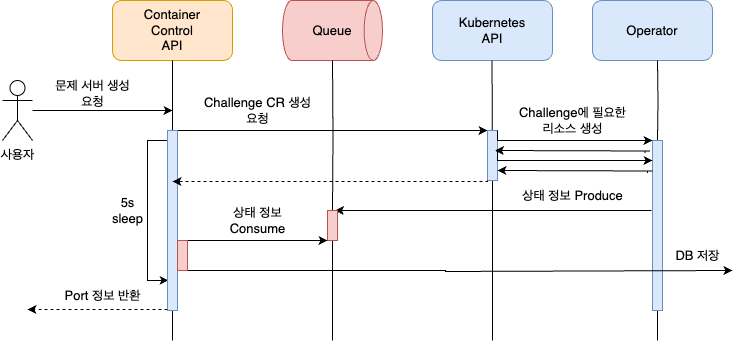 Container
Control
API
Queue
Kubernetes
API
Operator
문제 서버 생성
요청
사용자
Challenge CR 생성
요청
Challenge에 필요한
리소스 생성
5s
sleep
상태 정보
Consume
상태 정보 Produce
DB 저장
Port 정보 반환